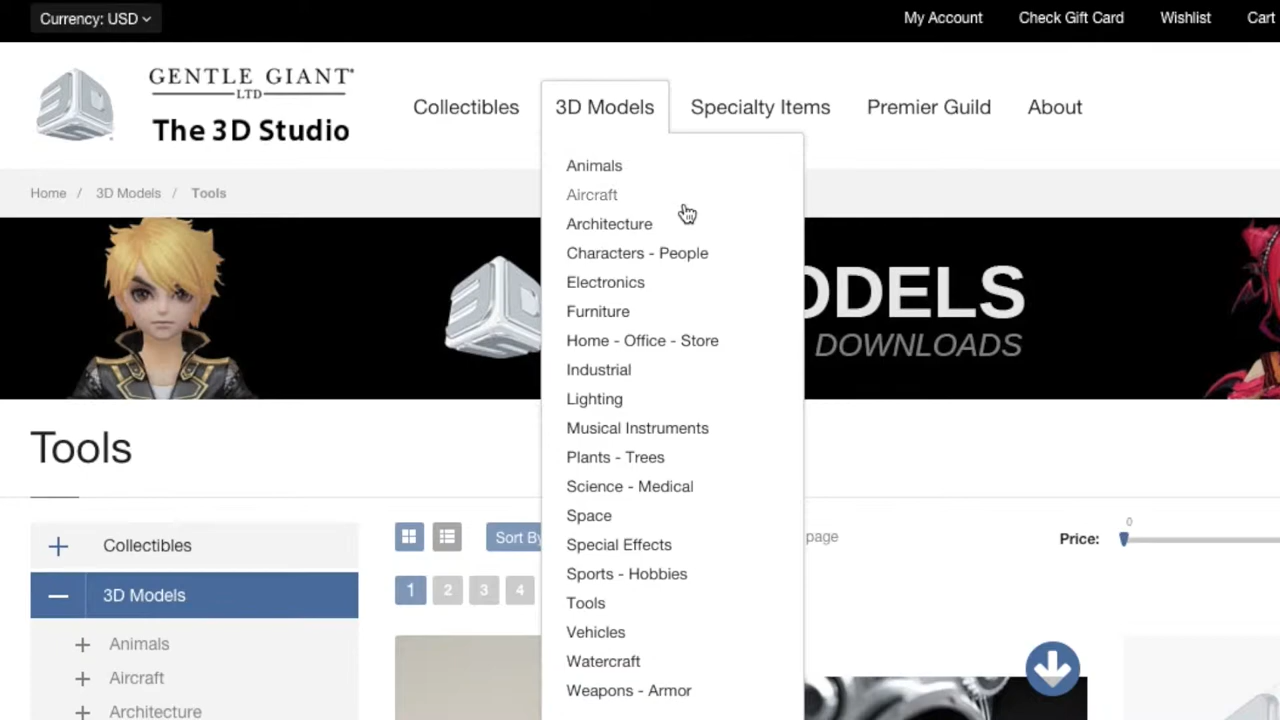 Currency: USD
My Account
Check Gift Card
Wishlist
Cart
GENTLE GIANT
LTD
The 3D Studio
Collectibles
3D Models
Specialty Items
Premier Guild
About
Home / 3D Models / Tools
Animals
Aircraft
Architecture
Characters - People
Electronics
Furniture
Home - Office - Store
Industrial
Lighting
Musical Instruments
Plants - Trees
Science - Medical
Space
Special Effects
Sports - Hobbies
Tools
Vehicles
Watercraft
Weapons - Armor
ODELS
DOWNLOADS
Tools
Collectibles
3D Models
Animals
Aircraft
Architecture
Sort By
page
Price:
0
1 2 3 4